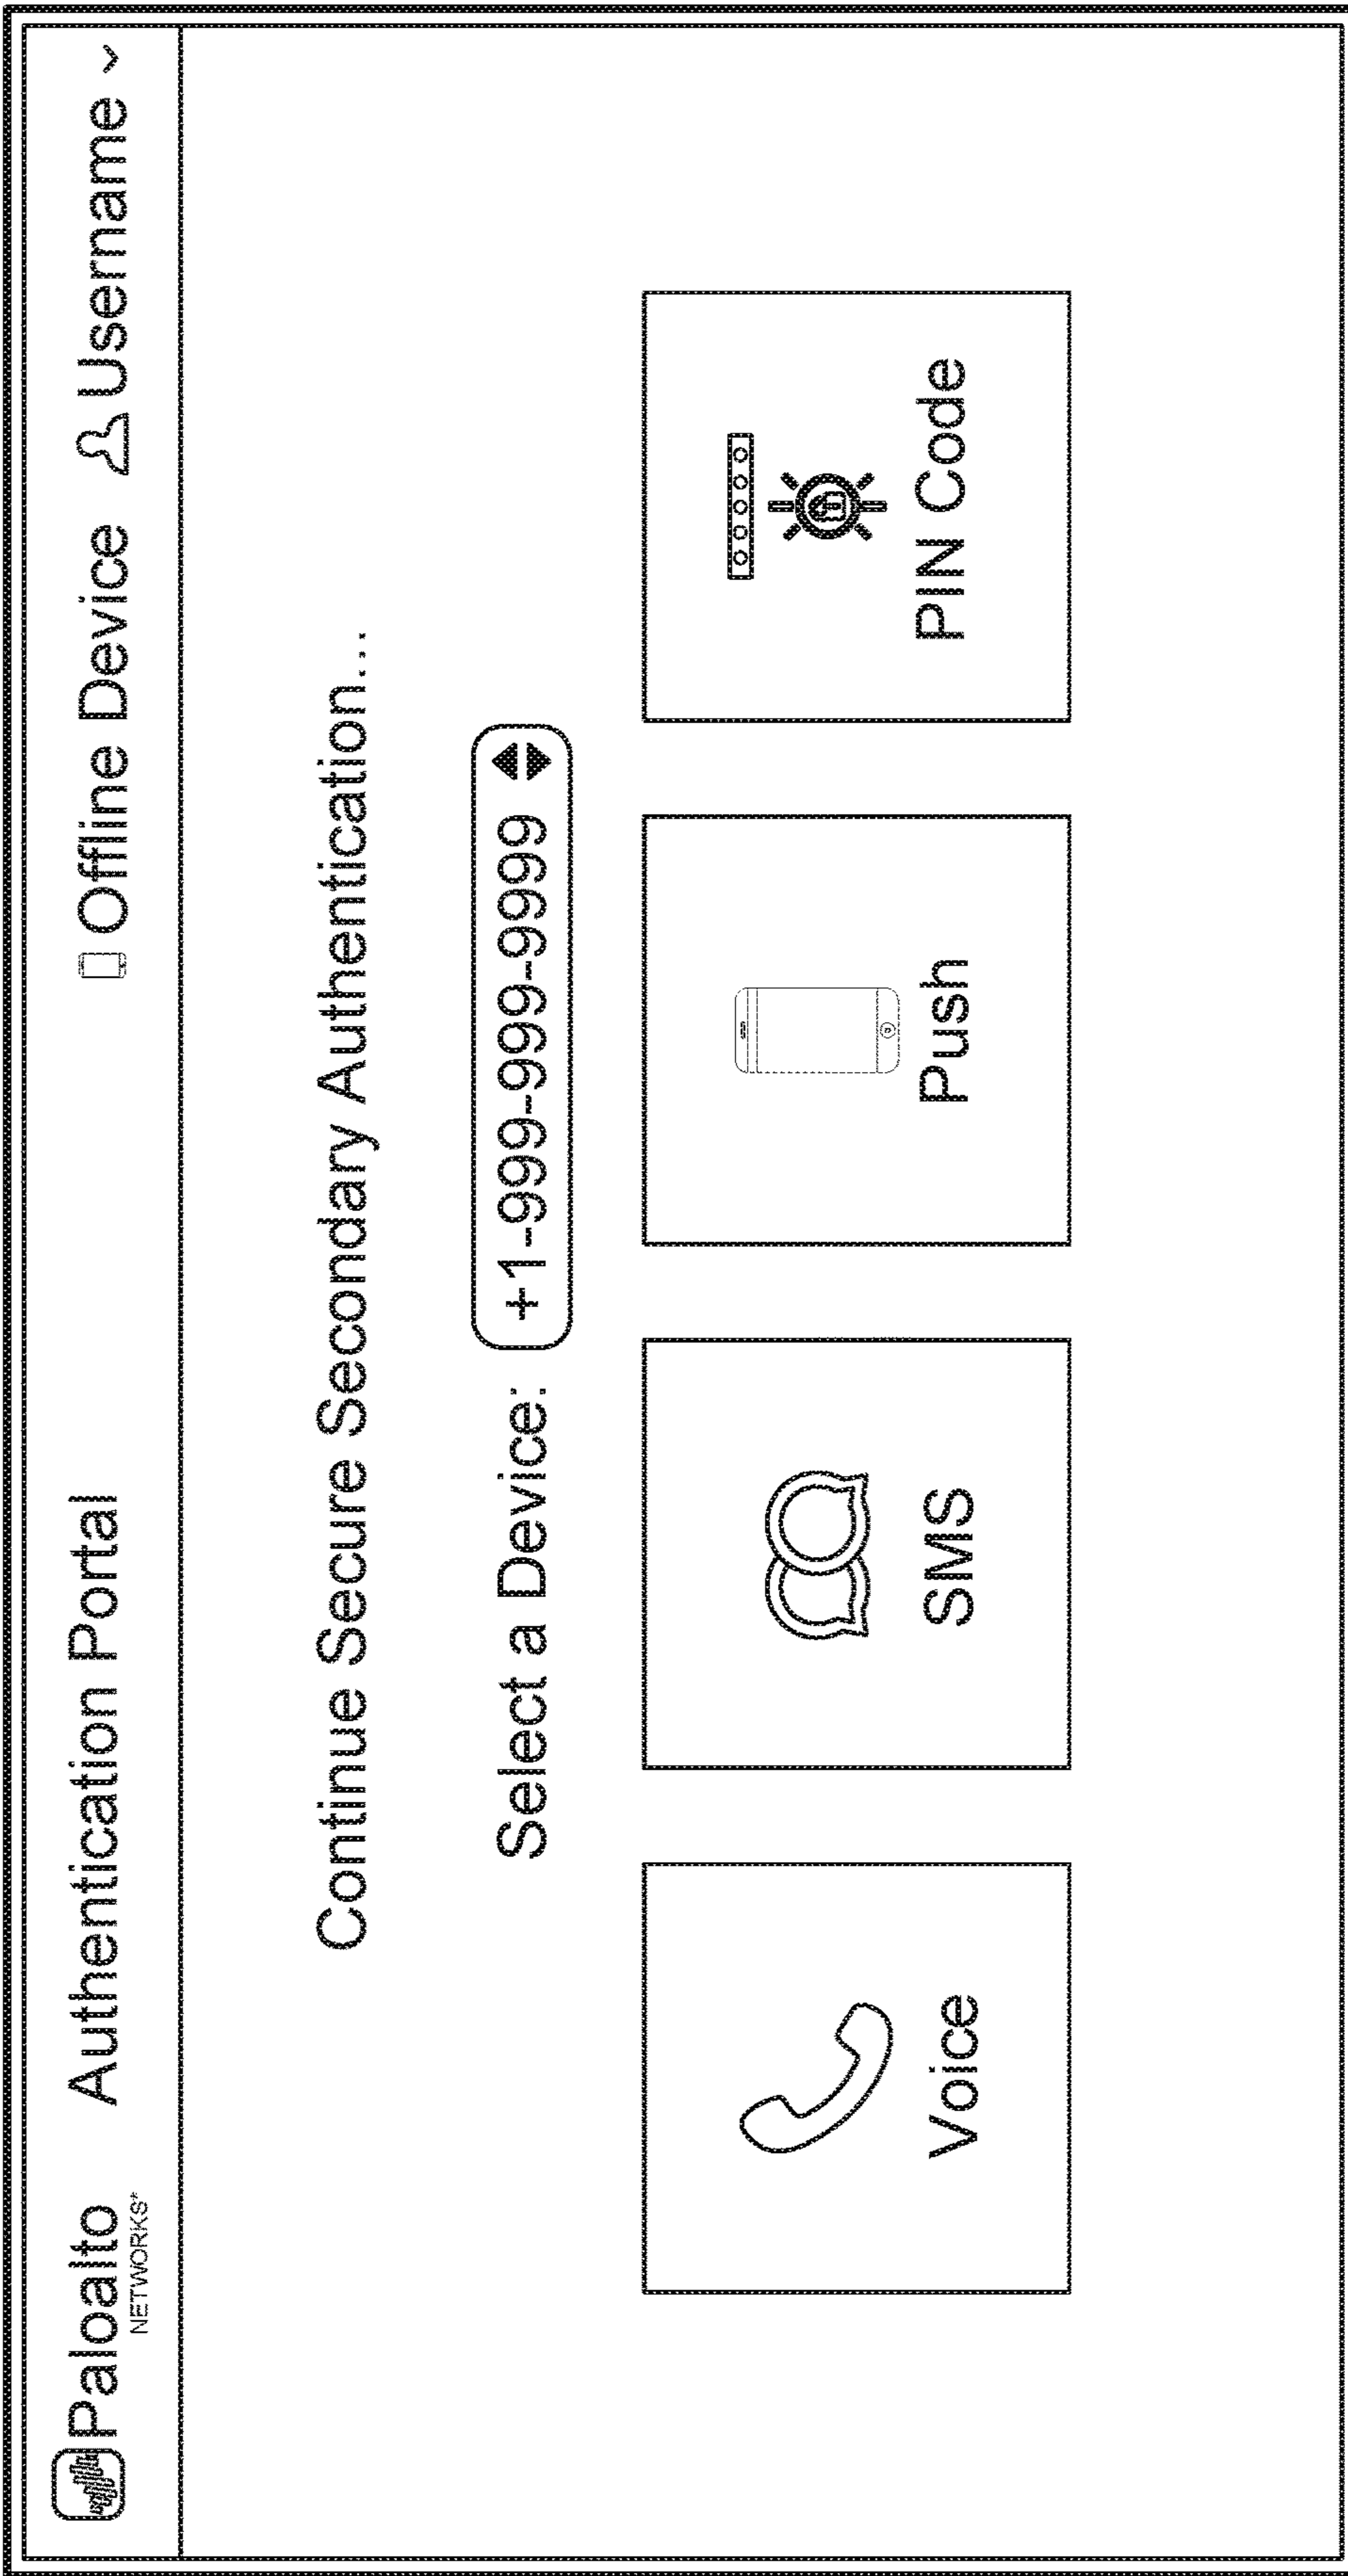 Paloalto Authentication Portal Offline Device Username
NETWORKS*
Continue Secure Secondary Authentication...
Select a Device: +1-999-999-9999
Voice SMS Push PIN Code